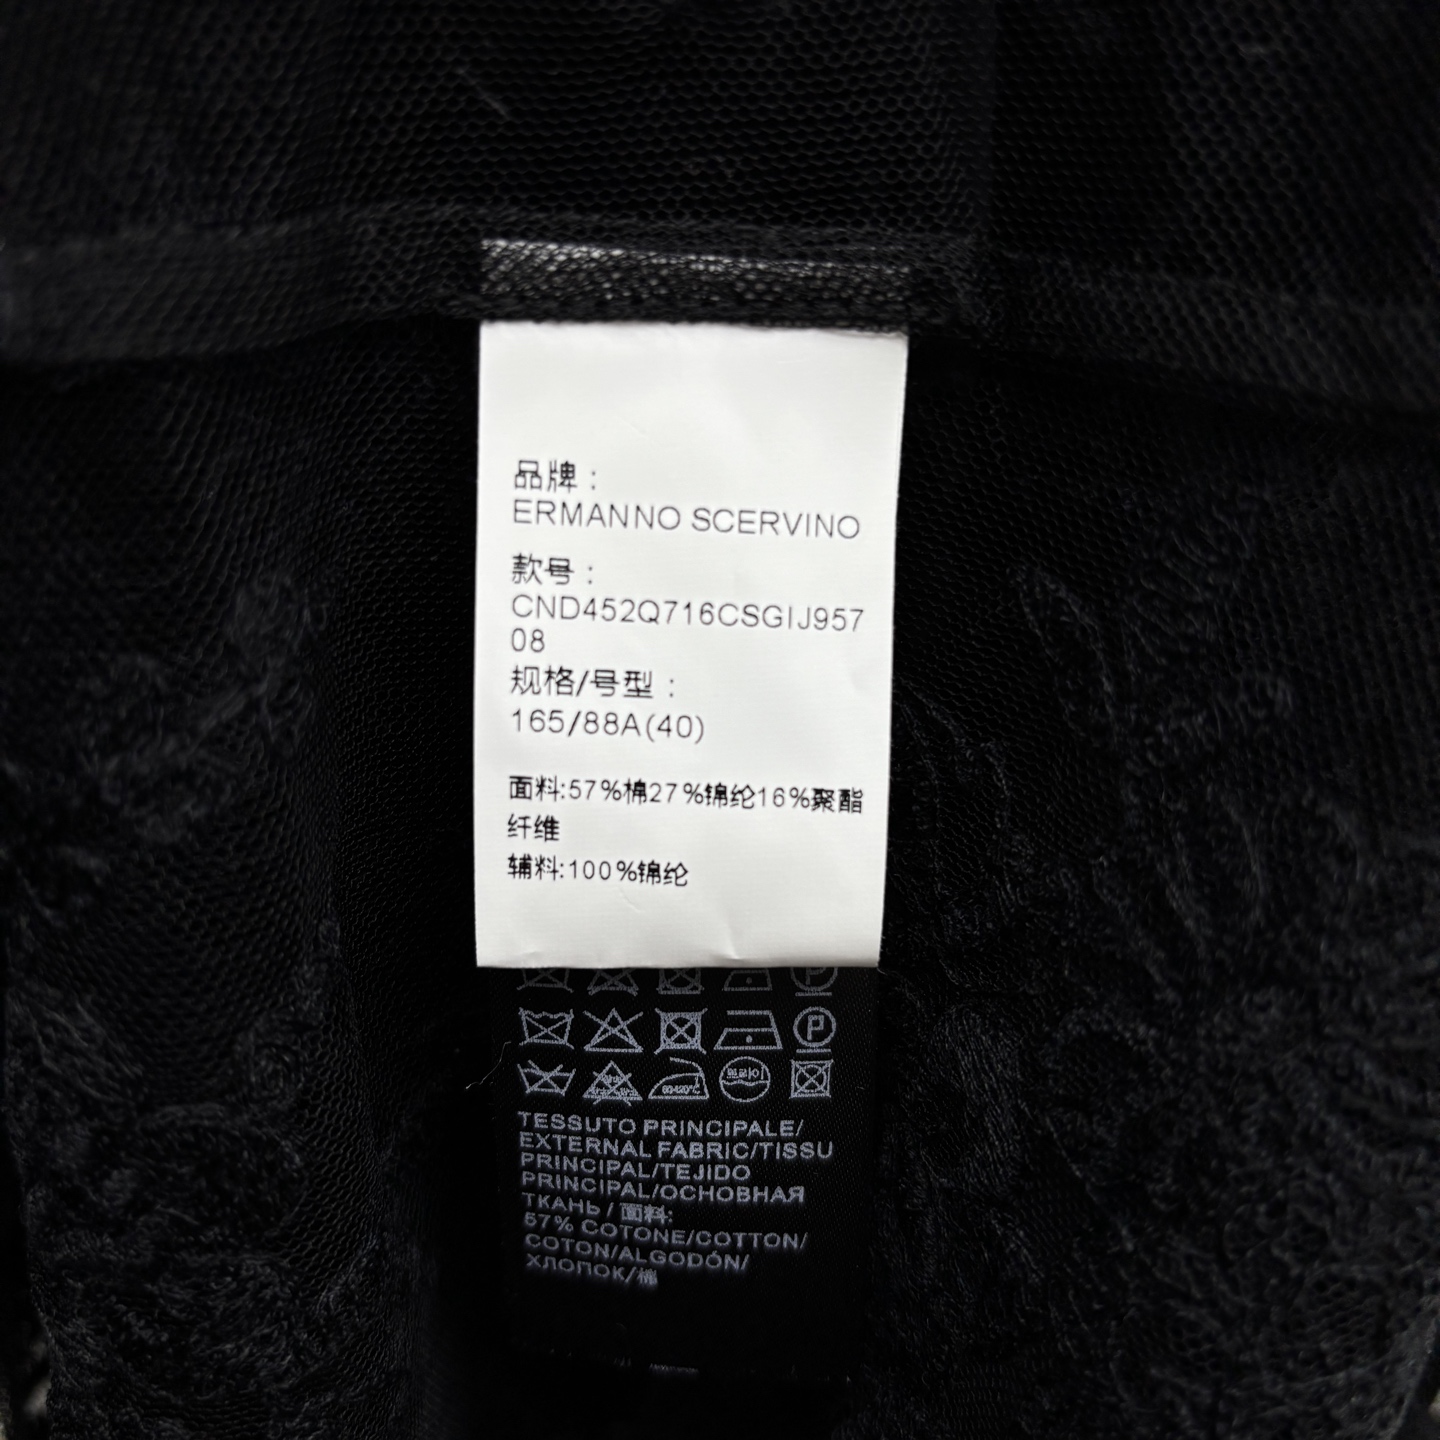 品牌：
ERMANNO SCERVINO
款号：
CND452Q716CSGIJ957
08
规格/号型：
165/88A(40)
面料:57%棉27%锦纶16%聚酯
纤维
辅料:100%锦纶
TESSUTO PRINCIPALE/
EXTERNAL FABRIC/TISSU
PRINCIPAL/TEJIDO
PRINCIPAL/ОСНОВНАЯ
ТКАНЬ / 面料:
57% COTONE/COTTON/
COTON/ALGODÓN/
ХЛОПОК/棉